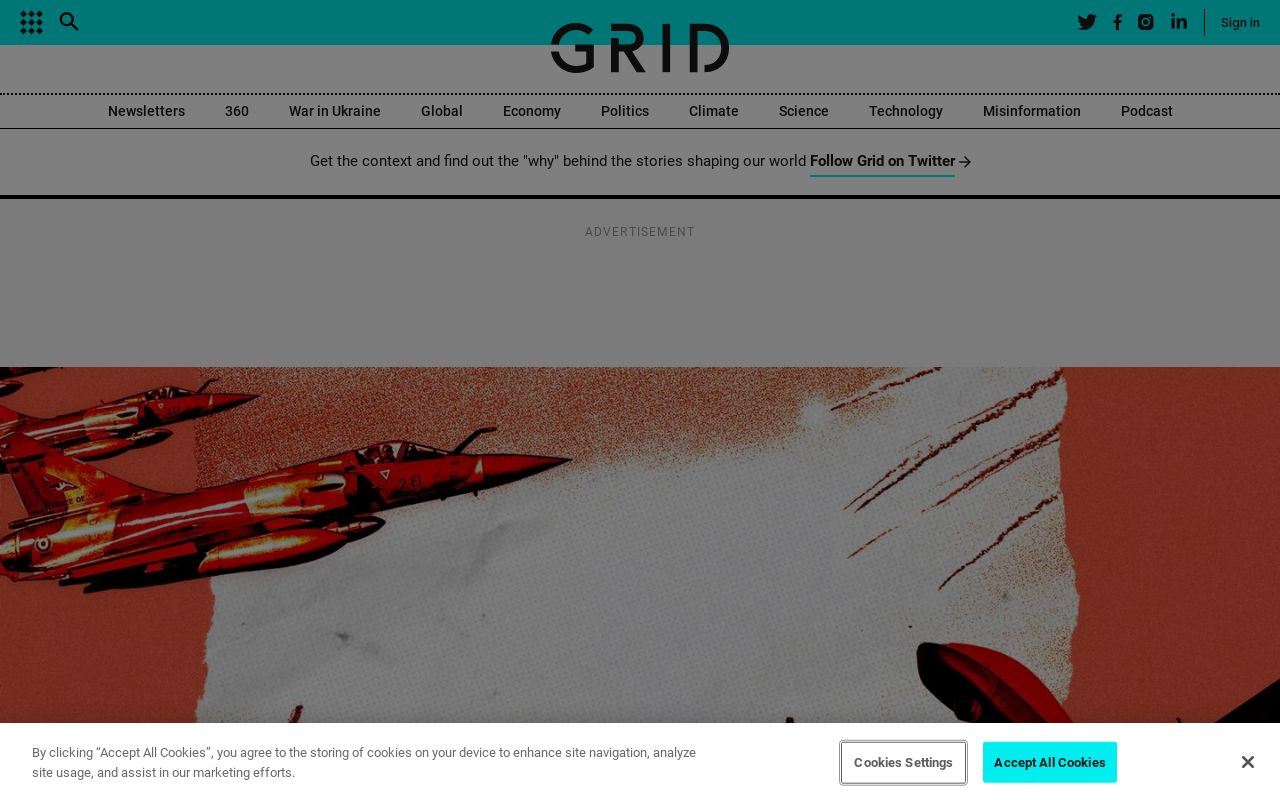 GRID
Sign in
Newsletters 360 War in Ukraine Global Economy Politics Climate Science Technology Misinformation Podcast
Get the context and find out the "why" behind the stories shaping our world Follow Grid on Twitter
ADVERTISEMENT
2-EI
By clicking “Accept All Cookies”, you agree to the storing of cookies on your device to enhance site navigation, analyze
site usage, and assist in our marketing efforts.
Cookies Settings
Accept All Cookies